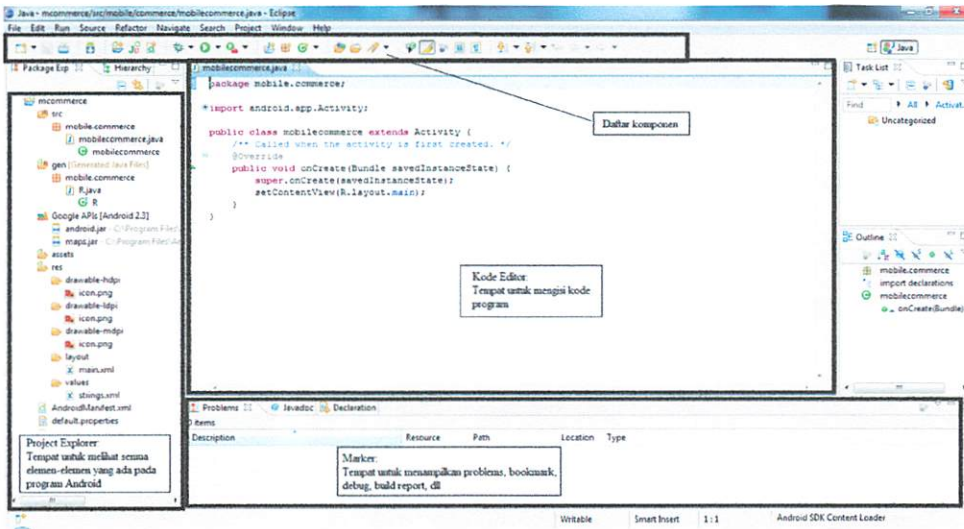 Java - mcommerce/src/mobile/commerce/mobilecommerce.java - Eclipse
File Edit Run Source Refactor Navigate Search Project Window Help
Java
Package Exp
Hierarchy
mcommerce
src
mobile.commerce
mobilecommerce.java
mobilecommerce
gen [Generated Java Files]
mobile.commerce
R.java
R
Google APIs [Android 2.3]
android.jar - C:\Program Files\
maps.jar - C:\Program Files\An
assets
res
drawable-hdpi
icon.png
drawable-ldpi
icon.png
drawable-mdpi
icon.png
layout
main.xml
values
strings.xml
AndroidManifest.xml
default.properties
Project Explorer:
Tempat untuk melihat semua
elemen-elemen yang ada pada
program Android
mobilecommerce.java
package mobile.commerce;
import android.app.Activity;
public class mobilecommerce extends Activity {
/** Called when the activity is first created. */
@Override
public void onCreate(Bundle savedInstanceState) {
super.onCreate(savedInstanceState);
setContentView(R.layout.main);
}
}
Daftar komponen
Kode Editor:
Tempat untuk mengisi kode
program
Task List
Find All Activat
Uncategorized
Outline
mobile.commerce
import declarations
mobilecommerce
onCreate(Bundle)
Problems Javadoc Declaration
0 items
Description Resource Path Location Type
Marker:
Tempat untuk menampilkan problems, bookmark,
debug, build report, dll
Writable Smart Insert 1:1 Android SDK Content Loader